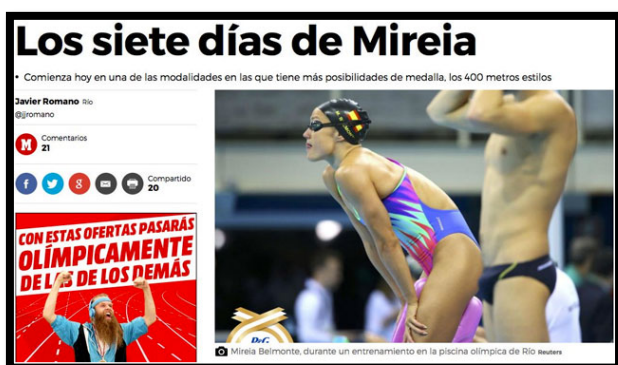 Los siete días de Mireia
• Comienza hoy en una de las modalidades en las que tiene más posibilidades de medalla, los 400 metros estilos
Javier Romano Río
@jjromano
M
Comentarios
21
f
8
Compartido
20
CON ESTAS OFERTAS PASARÁS
OLÍMPICAMENTE
DE L S DE LOS DEMÁS
P&G
Mireia Belmonte, durante un entrenamiento en la piscina olímpica de Río Reuters